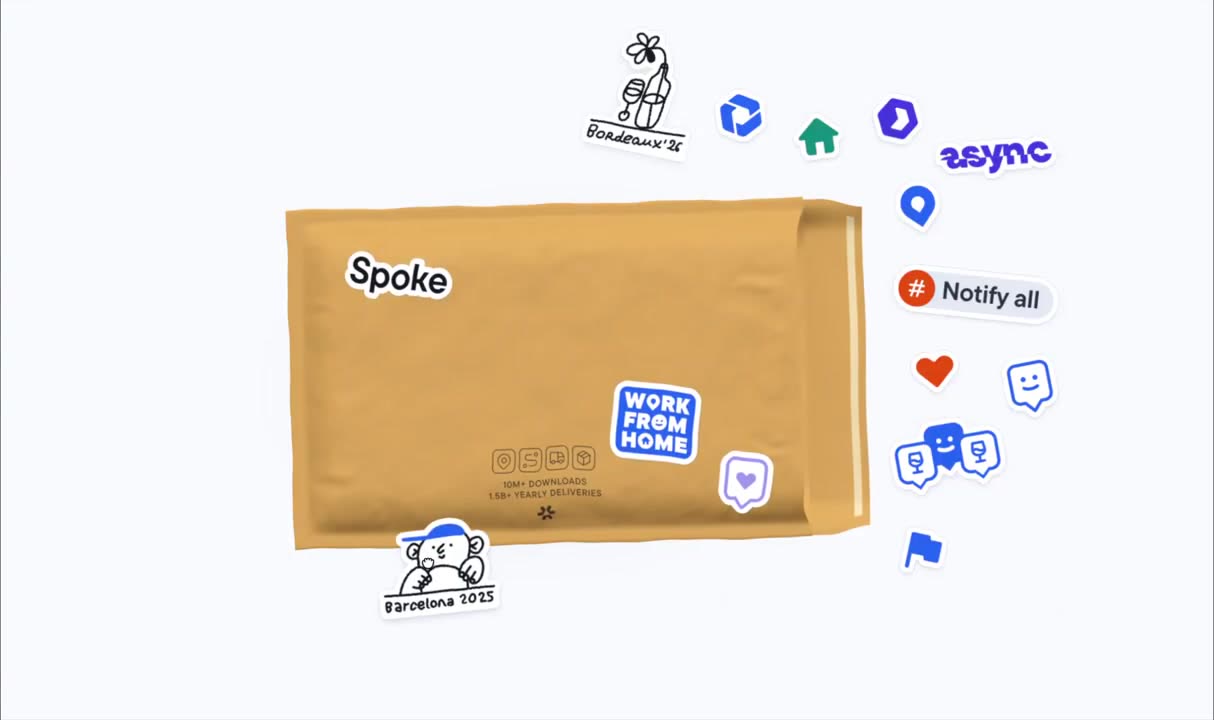 Bordeaux'26
async
Spoke
# Notify all
WORK
FROM
HOME
10M+ DOWNLOADS
1.5B+ YEARLY DELIVERIES
Barcelona 2025